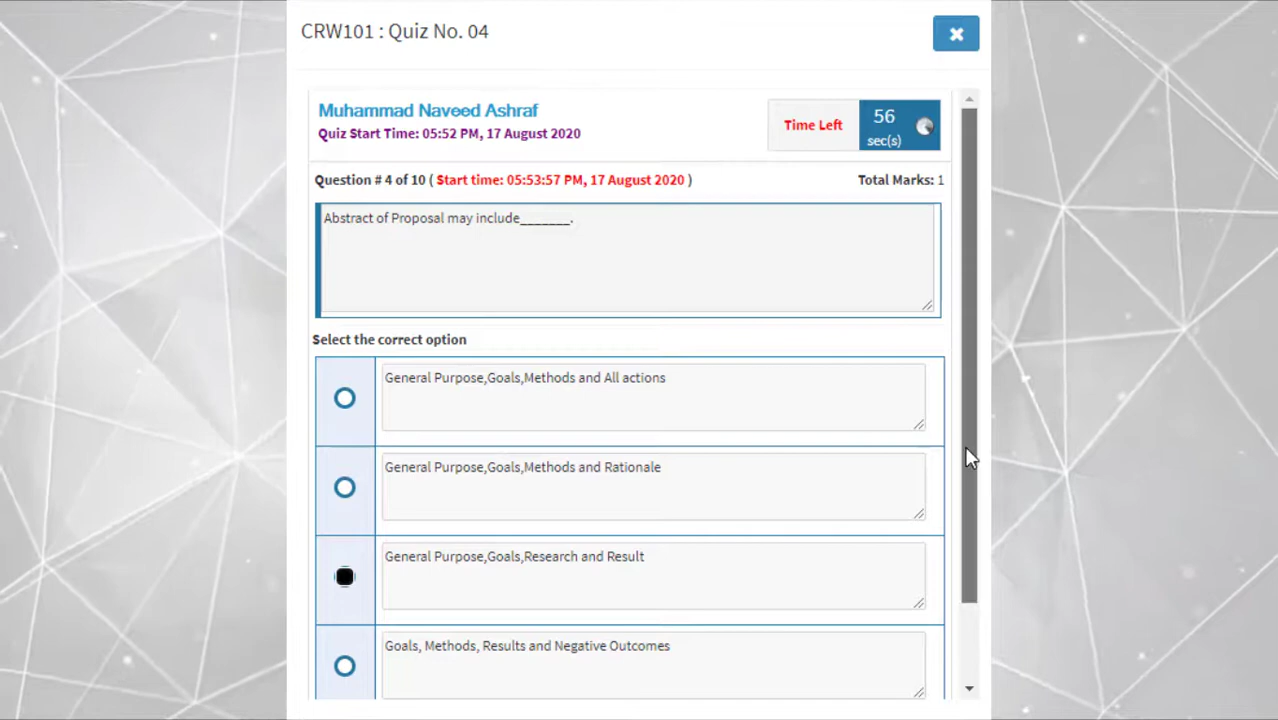 CRW101 : Quiz No. 04
Muhammad Naveed Ashraf
Quiz Start Time: 05:52 PM, 17 August 2020
Time Left
56
sec(s)
Question # 4 of 10 ( Start time: 05:53:57 PM, 17 August 2020 )
Total Marks: 1
Abstract of Proposal may include_______.
Select the correct option
General Purpose,Goals,Methods and All actions
General Purpose,Goals,Methods and Rationale
General Purpose,Goals,Research and Result
Goals, Methods, Results and Negative Outcomes